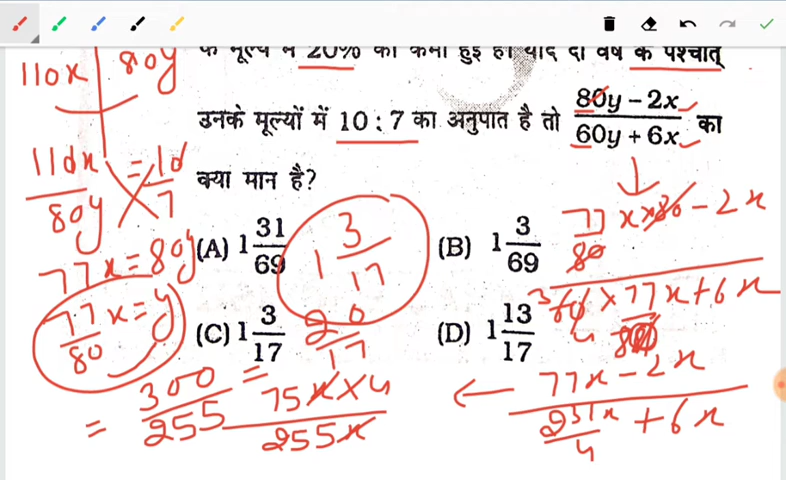 के मूल्य में 20% की कमी हुई हो। यदि दो वर्ष के पश्चात्
उनके मूल्यों में 10 : 7 का अनुपात है तो (80y – 2x)/(60y + 6x) का
क्या मान है?
(A) 1 31/69
(B) 1 3/69
(C) 1 3/17
(D) 1 13/17
110x | 80y
110x/80y = 10/7
77x = 80y
77/80 x = y
77/80 x × 80 – 2x
60 × 77x/80 + 6x
3
4
77x – 2x
231x/4 + 6x
← 75x × 4/255x
= 300/255 =
20/17
1 3/17